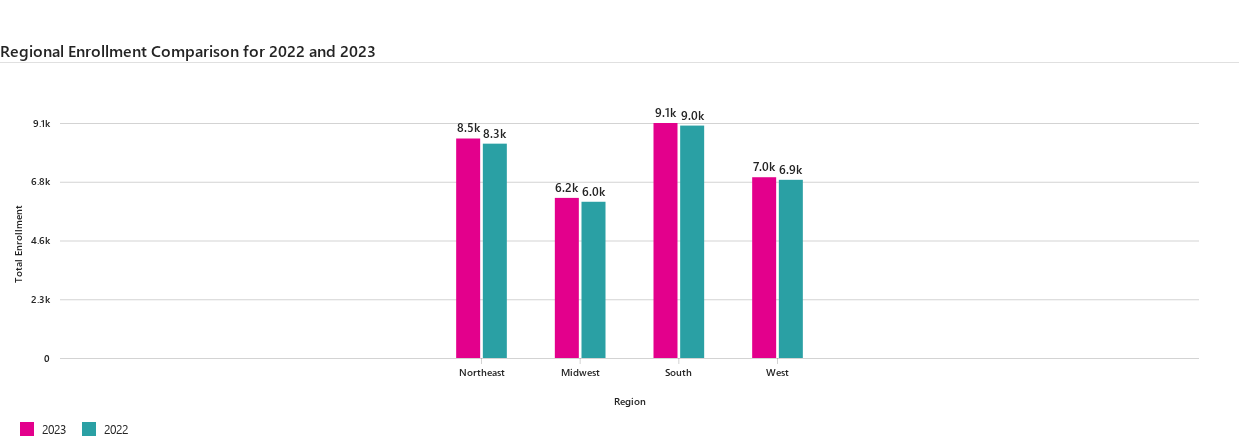 Regional Enrollment Comparison for 2022 and 2023
9.1k
6.8k
4.6k
2.3k
0
Total Enrollment
8.5k 8.3k
6.2k 6.0k
9.1k 9.0k
7.0k 6.9k
Northeast Midwest South West
Region
2023 2022